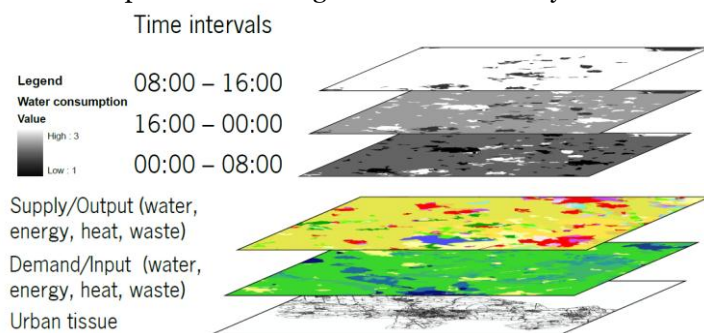 Time intervals
Legend
Water consumption
Value
High : 3
Low : 1
08:00 – 16:00
16:00 – 00:00
00:00 – 08:00
Supply/Output (water,
energy, heat, waste)
Demand/Input (water,
energy, heat, waste)
Urban tissue